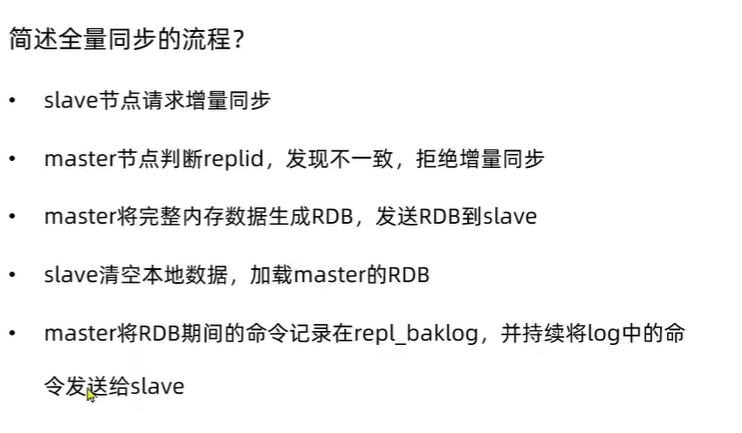 简述全量同步的流程？
• slave节点请求增量同步
• master节点判断replid，发现不一致，拒绝增量同步
• master将完整内存数据生成RDB，发送RDB到slave
• slave清空本地数据，加载master的RDB
• master将RDB期间的命令记录在repl_baklog，并持续将log中的命
令发送给slave